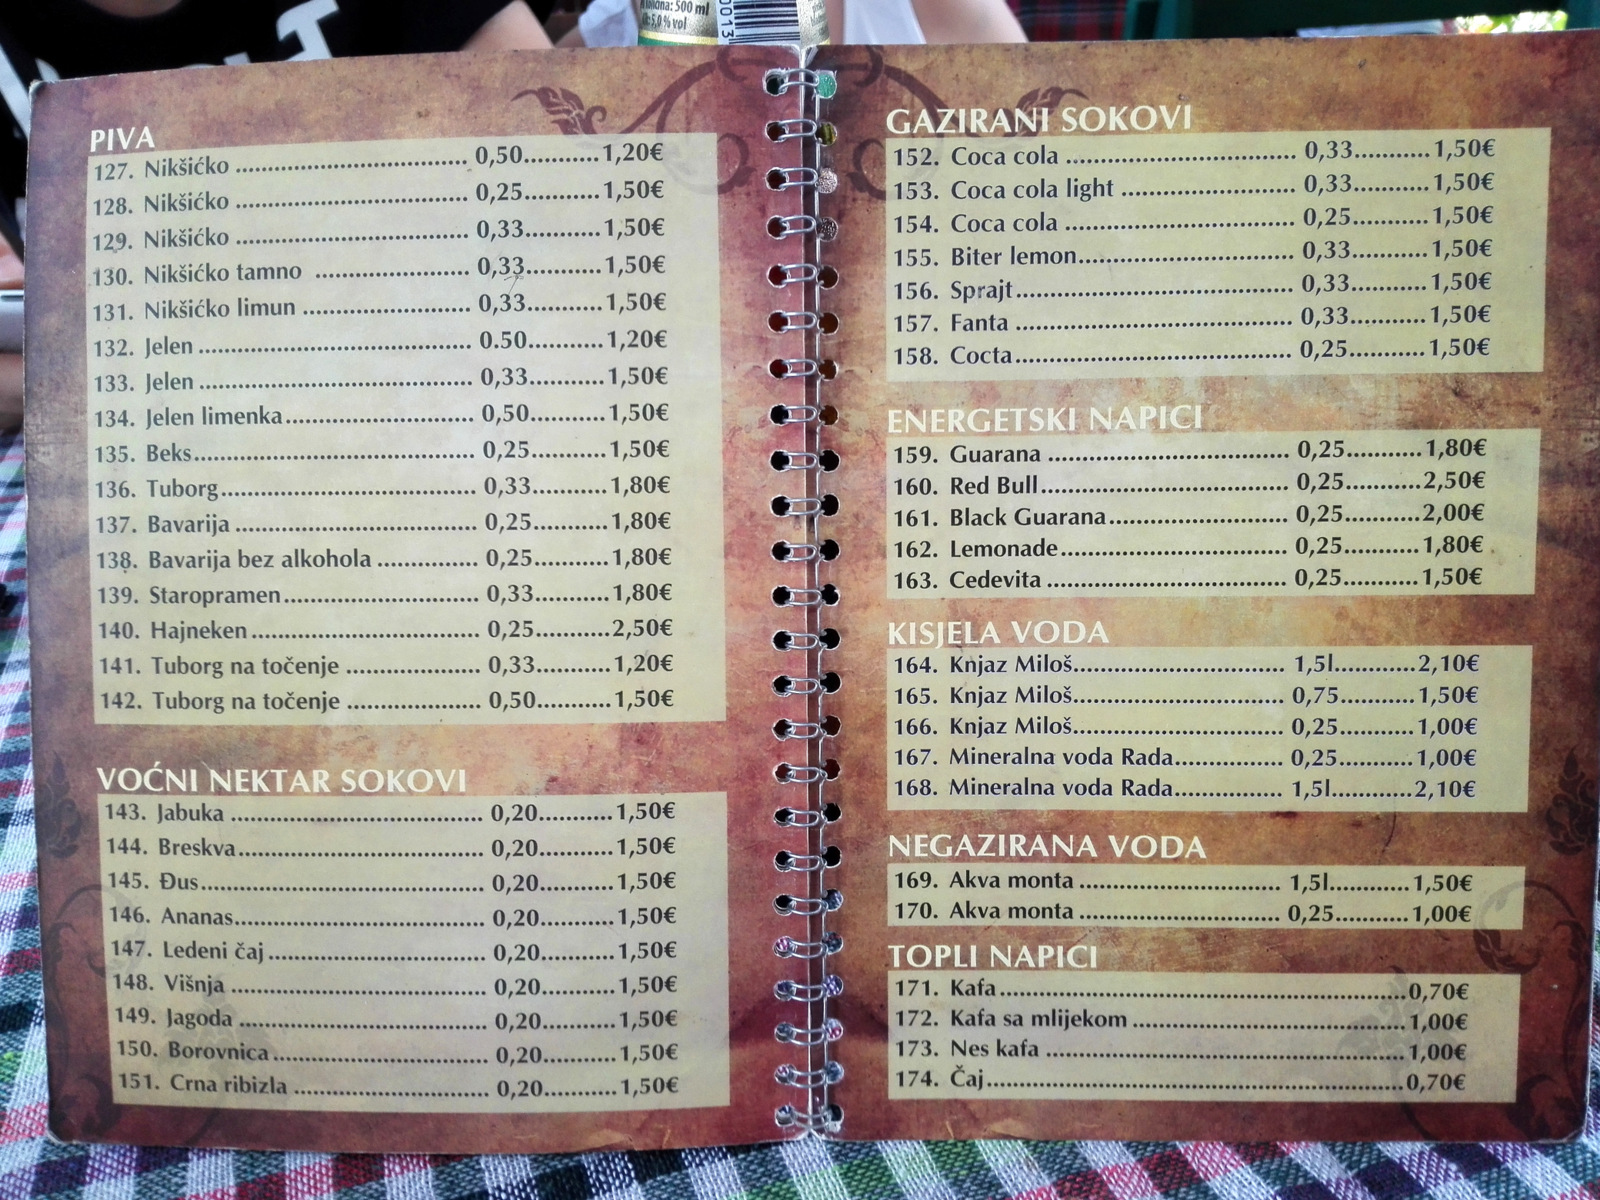 količina: 500 ml
5,0 % vol
0013
PIVA
127. Nikšićko ........ 0,50...........1,20€
128. Nikšićko ........ 0,25...........1,50€
129. Nikšićko ........ 0,33...........1,50€
130. Nikšićko tamno ........ 0,33...........1,50€
131. Nikšićko limun ........ 0,33...........1,50€
132. Jelen ........ 0.50...........1,20€
133. Jelen ........ 0,33...........1,50€
134. Jelen limenka........ 0,50...........1,50€
135. Beks........ 0,25...........1,50€
136. Tuborg........ 0,33...........1,80€
137. Bavarija ........ 0,25...........1,80€
138. Bavarija bez alkohola ........ 0,25...........1,80€
139. Staropramen........ 0,33...........1,80€
140. Hajneken ........ 0,25...........2,50€
141. Tuborg na točenje ........ 0,33...........1,20€
142. Tuborg na točenje ........ 0,50...........1,50€
VOĆNI NEKTAR SOKOVI
143. Jabuka ........ 0,20...........1,50€
144. Breskva........ 0,20...........1,50€
145. Đus........ 0,20...........1,50€
146. Ananas........ 0,20...........1,50€
147. Ledeni čaj ........ 0,20...........1,50€
148. Višnja ........ 0,20...........1,50€
149. Jagoda ........ 0,20...........1,50€
150. Borovnica ........ 0,20...........1,50€
151. Crna ribizla ........ 0,20...........1,50€
GAZIRANI SOKOVI
152. Coca cola ........ 0,33...........1,50€
153. Coca cola light ........ 0,33...........1,50€
154. Coca cola ........ 0,25...........1,50€
155. Biter lemon........ 0,33...........1,50€
156. Sprajt........ 0,33...........1,50€
157. Fanta ........ 0,33...........1,50€
158. Cocta........ 0,25...........1,50€
ENERGETSKI NAPICI
159. Guarana ........ 0,25...........1,80€
160. Red Bull........ 0,25...........2,50€
161. Black Guarana........ 0,25...........2,00€
162. Lemonade........ 0,25...........1,80€
163. Cedevita ........ 0,25...........1,50€
KISJELA VODA
164. Knjaz Miloš........ 1,5l............2,10€
165. Knjaz Miloš........ 0,75...........1,50€
166. Knjaz Miloš........ 0,25...........1,00€
167. Mineralna voda Rada........ 0,25...........1,00€
168. Mineralna voda Rada........ 1,5l............2,10€
NEGAZIRANA VODA
169. Akva monta ........ 1,5l............1,50€
170. Akva monta ........ 0,25...........1,00€
TOPLI NAPICI
171. Kafa........0,70€
172. Kafa sa mlijekom ........1,00€
173. Nes kafa ........1,00€
174. Čaj........0,70€